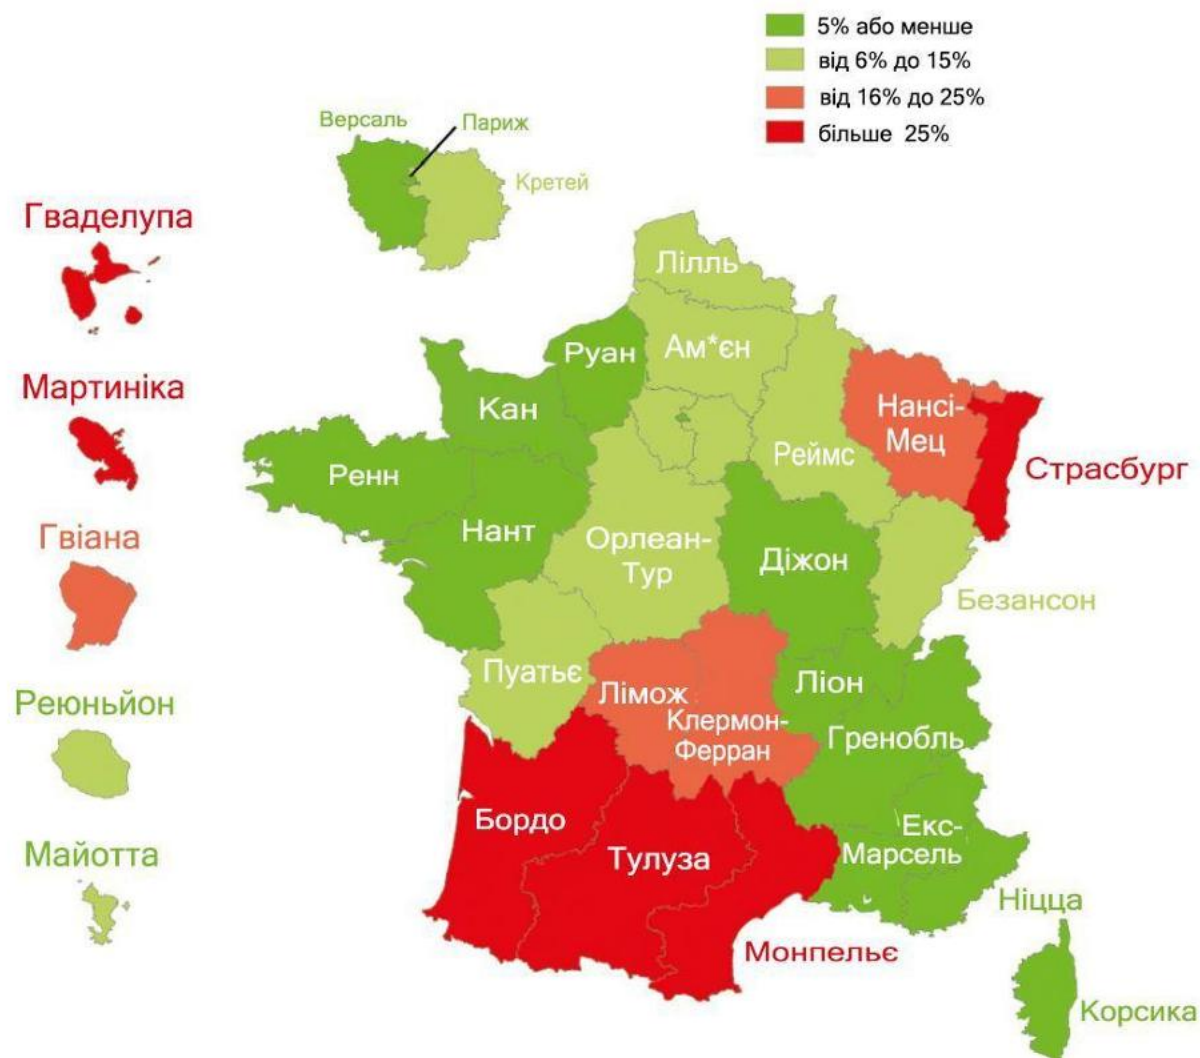 5% або менше
від 6% до 15%
від 16% до 25%
більше 25%
Версаль
Париж
Кретей
Гваделупа
Мартиніка
Гвіана
Реюньйон
Майотта
Лілль
Ам*єн
Руан
Кан
Ренн
Нант
Реймс
Нансі-
Мец
Страсбург
Орлеан-
Тур
Діжон
Безансон
Пуатьє
Лімож
Клермон-
Ферран
Ліон
Гренобль
Бордо
Тулуза
Екс-
Марсель
Ніцца
Монпельє
Корсика